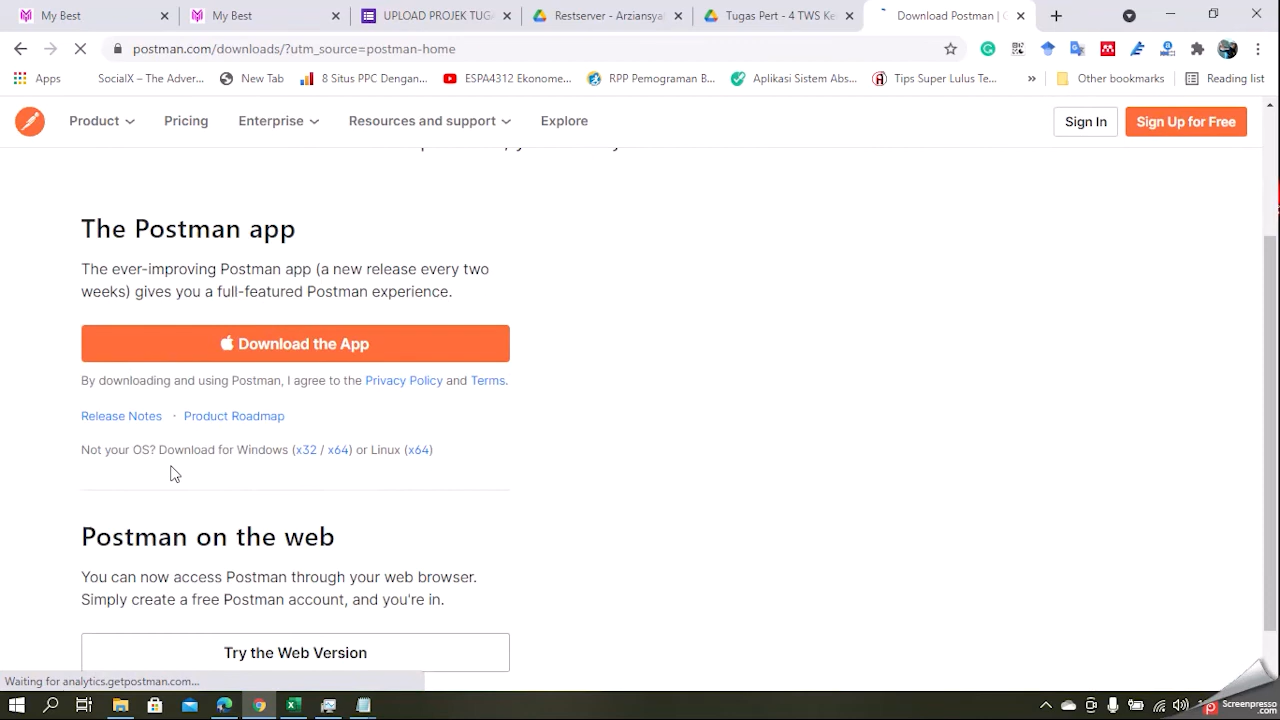 My Best
My Best
UPLOAD PROJEK TUG
Restserver - Arziansya
Tugas Pert - 4 TWS Ke
Download Postman | 
postman.com/downloads/?utm_source=postman-home
Apps
SocialX – The Adver...
New Tab
8 Situs PPC Dengan...
ESPA4312 Ekonome...
RPP Pemograman B...
Aplikasi Sistem Abs...
Tips Super Lulus Te...
»
Other bookmarks
Reading list
Product
Pricing
Enterprise
Resources and support
Explore
Sign In
Sign Up for Free
The Postman app
The ever-improving Postman app (a new release every two
weeks) gives you a full-featured Postman experience.
Download the App
By downloading and using Postman, I agree to the Privacy Policy and Terms.
Release Notes · Product Roadmap
Not your OS? Download for Windows (x32 / x64) or Linux (x64)
Postman on the web
You can now access Postman through your web browser.
Simply create a free Postman account, and you're in.
Try the Web Version
Waiting for analytics.getpostman.com...
Screenpresso
.com